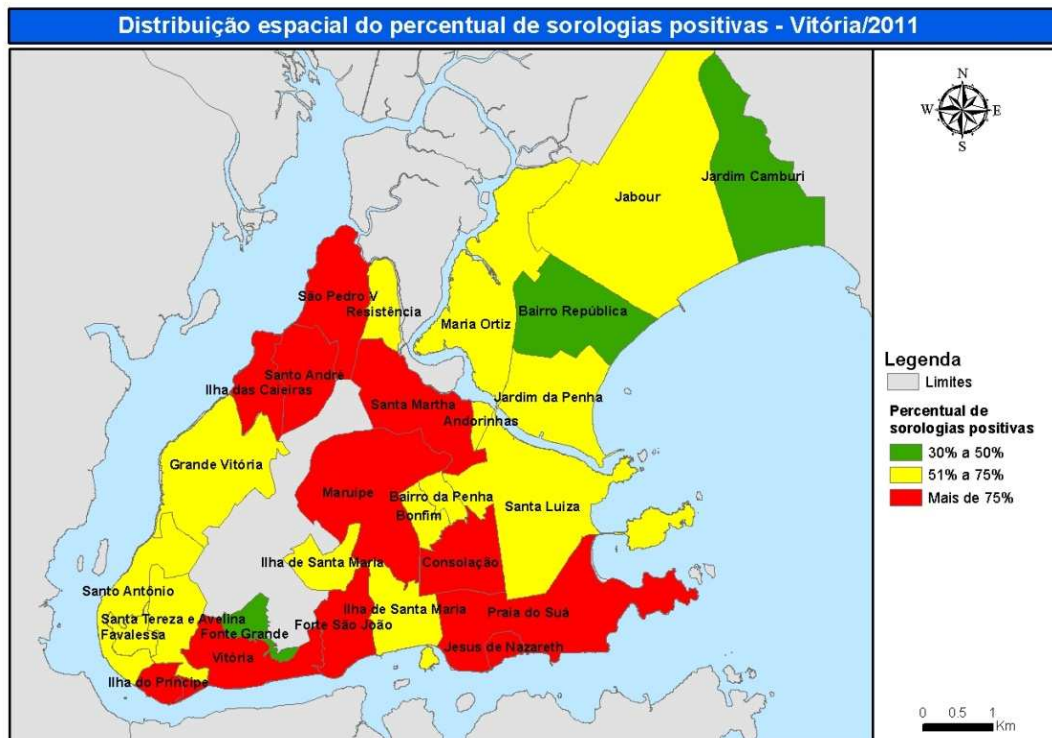 Distribuição espacial do percentual de sorologias positivas - Vitória/2011
N
W E
S
Jardim Camburi
Jabour
São Pedro V
Resistência
Bairro República
Maria Ortiz
Santo André
Ilha das Caieiras
Santa Martha
Jardim da Penha
Andorinhas
Grande Vitória
Maruípe
Bairro da Penha
Bonfim
Santa Luiza
Ilha de Santa Maria
Consolação
Santo Antônio
Santa Tereza e Avelina
Favalessa
Fonte Grande
Forte São João
Ilha de Santa Maria
Praia do Suá
Vitória
Jesus de Nazareth
Ilha do Príncipe
Legenda
Limites
Percentual de
sorologias positivas
30% a 50%
51% a 75%
Mais de 75%
0 0.5 1
Km